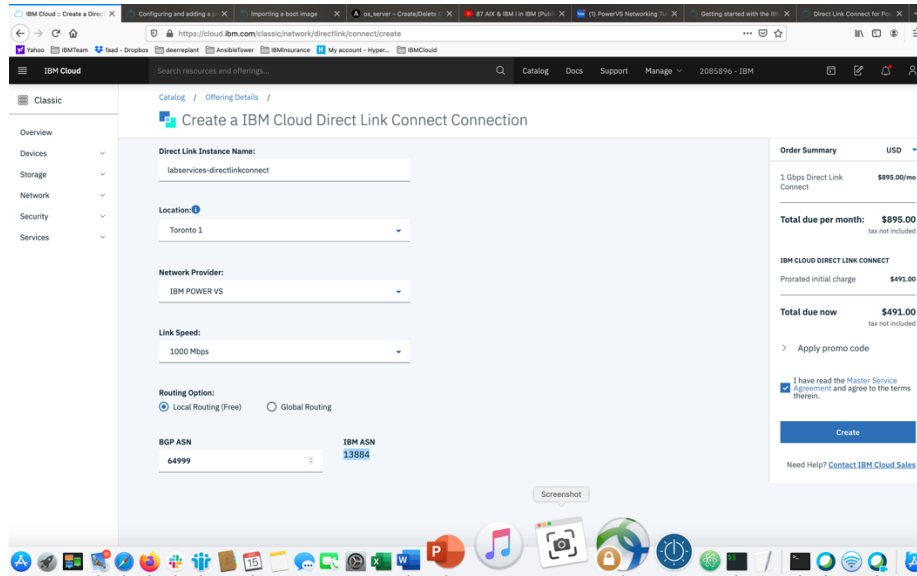 IBM Cloud :: Create a Direct
Configuring and adding a p
Importing a boot image
os_server – Create/Delete
87 AIX & IBM i in IBM (Publ
(1) PowerVS Networking Tu
Getting started with the IB
Direct Link Connect for Pow
https://cloud.ibm.com/classic/network/directlink/connect/create
Yahoo
IBMTeam
faad - Dropbox
deerreplant
AnsibleTower
IBMInsurance
My account - Hyper...
IBMClouid
IBM Cloud
Search resources and offerings...
Catalog
Docs
Support
Manage
2085896 - IBM
Classic
Overview
Devices
Storage
Network
Security
Services
Catalog / Offering Details /
Create a IBM Cloud Direct Link Connect Connection
Direct Link Instance Name:
labservices-directlinkconnect
Location:
Toronto 1
Network Provider:
IBM POWER VS
Link Speed:
1000 Mbps
Routing Option:
Local Routing (Free)
Global Routing
BGP ASN
64999
IBM ASN
13884
Order Summary
USD
1 Gbps Direct Link
Connect
$895.00/mo
Total due per month:
$895.00
tax not included
IBM CLOUD DIRECT LINK CONNECT
Prorated initial charge
$491.00
Total due now
$491.00
tax not included
Apply promo code
I have read the Master Service
Agreement and agree to the terms
therein.
Create
Need Help? Contact IBM Cloud Sales
Screenshot
15